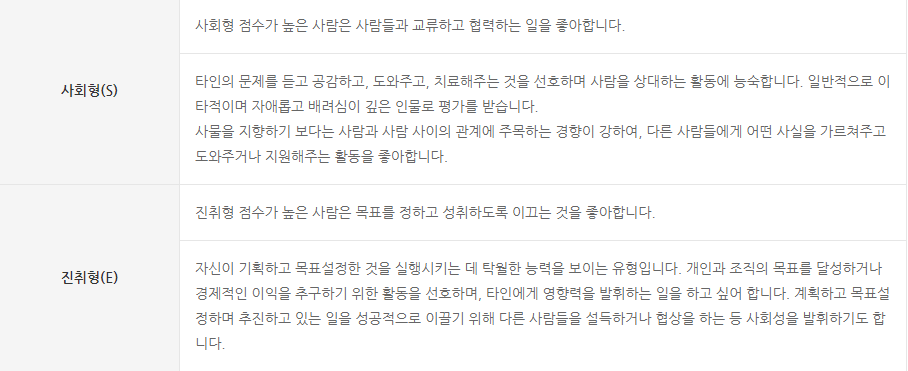 사회형(S)
사회형 점수가 높은 사람은 사람들과 교류하고 협력하는 일을 좋아합니다.
타인의 문제를 듣고 공감하고, 도와주고, 치료해주는 것을 선호하며 사람을 상대하는 활동에 능숙합니다. 일반적으로 이
타적이며 자애롭고 배려심이 깊은 인물로 평가를 받습니다.
사물을 지향하기 보다는 사람과 사람 사이의 관계에 주목하는 경향이 강하여, 다른 사람들에게 어떤 사실을 가르쳐주고
도와주거나 지원해주는 활동을 좋아합니다.
진취형(E)
진취형 점수가 높은 사람은 목표를 정하고 성취하도록 이끄는 것을 좋아합니다.
자신이 기획하고 목표설정한 것을 실행시키는 데 탁월한 능력을 보이는 유형입니다. 개인과 조직의 목표를 달성하거나
경제적인 이익을 추구하기 위한 활동을 선호하며, 타인에게 영향력을 발휘하는 일을 하고 싶어 합니다. 계획하고 목표설
정하며 추진하고 있는 일을 성공적으로 이끌기 위해 다른 사람들을 설득하거나 협상을 하는 등 사회성을 발휘하기도 합
니다.